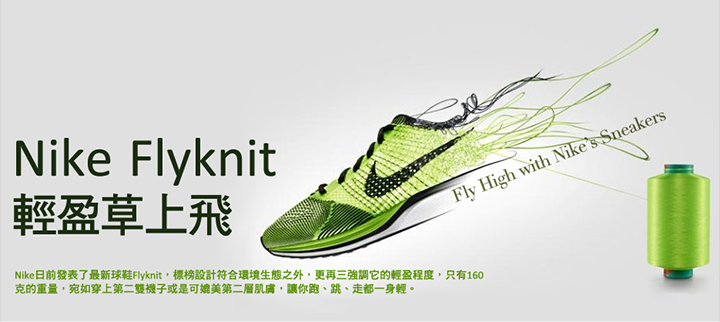 Nike Flyknit
輕盈草上飛
Fly High with Nike's Sneakers
Nike日前發表了最新球鞋Flyknit，標榜設計符合環境生態之外，更再三強調它的輕盈程度，只有160
克的重量，宛如穿上第二雙襪子或是可媲美第二層肌膚，讓你跑、跳、走都一身輕。